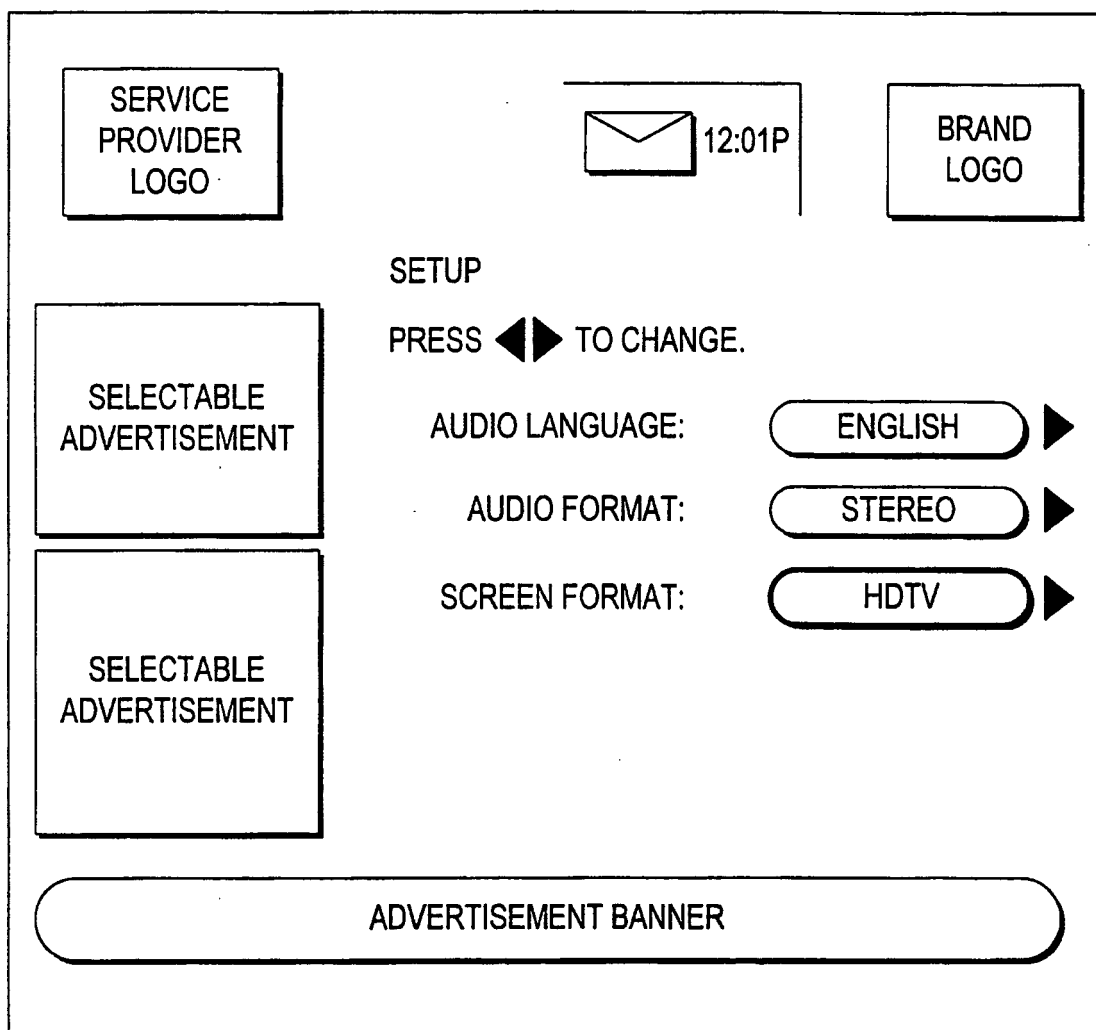 SERVICE
PROVIDER
LOGO
12:01P
BRAND
LOGO
SETUP
PRESS ◀▶ TO CHANGE.
SELECTABLE
ADVERTISEMENT
AUDIO LANGUAGE: ENGLISH ▶
AUDIO FORMAT: STEREO ▶
SCREEN FORMAT: HDTV ▶
SELECTABLE
ADVERTISEMENT
ADVERTISEMENT BANNER